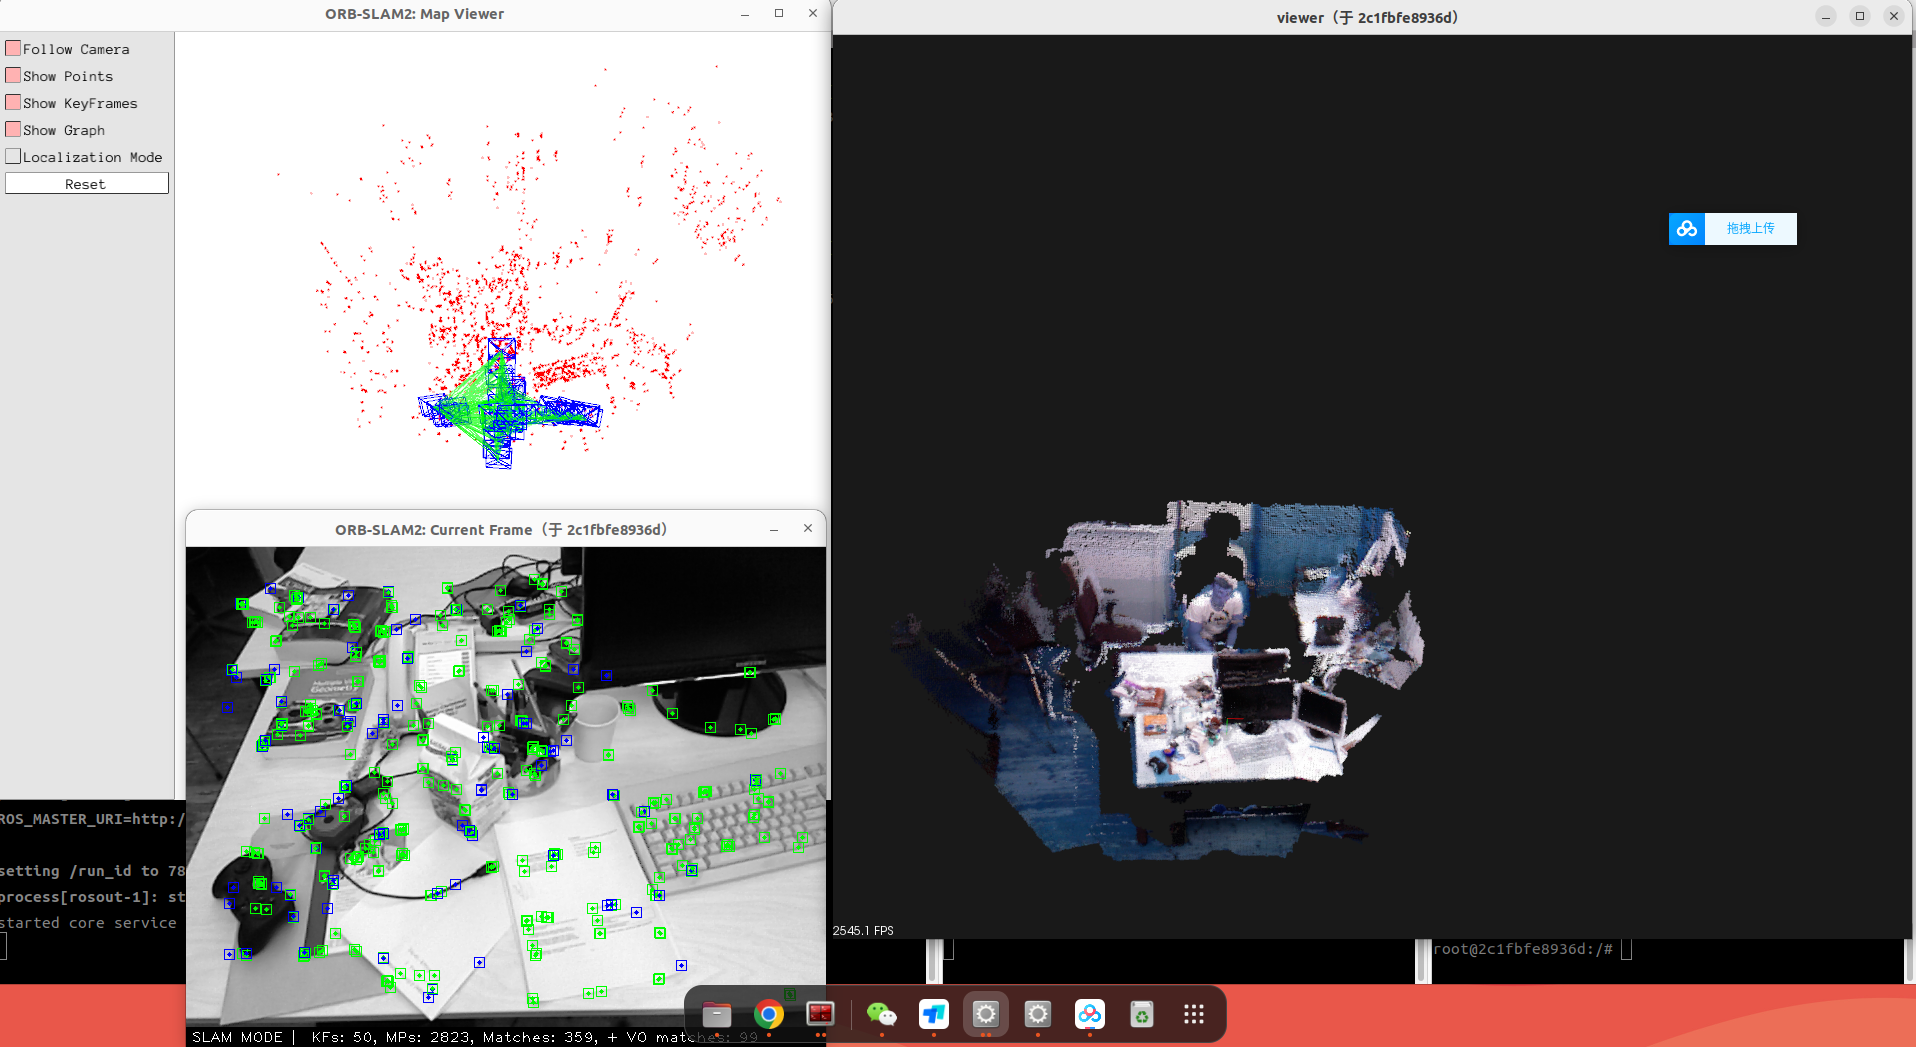 ORB-SLAM2: Map Viewer
Follow Camera
Show Points
Show KeyFrames
Show Graph
Localization Mode
Reset
viewer（于 2c1fbfe8936d）
拖拽上传
2545.1 FPS
ORB-SLAM2: Current Frame（于 2c1fbfe8936d）
Geometry
SLAM MODE |  KFs: 50, MPs: 2823, Matches: 359, + VO matches: 99
ROS_MASTER_URI=http:/
setting /run_id to 78
process[rosout-1]: st
started core service
root@2c1fbfe8936d:/#